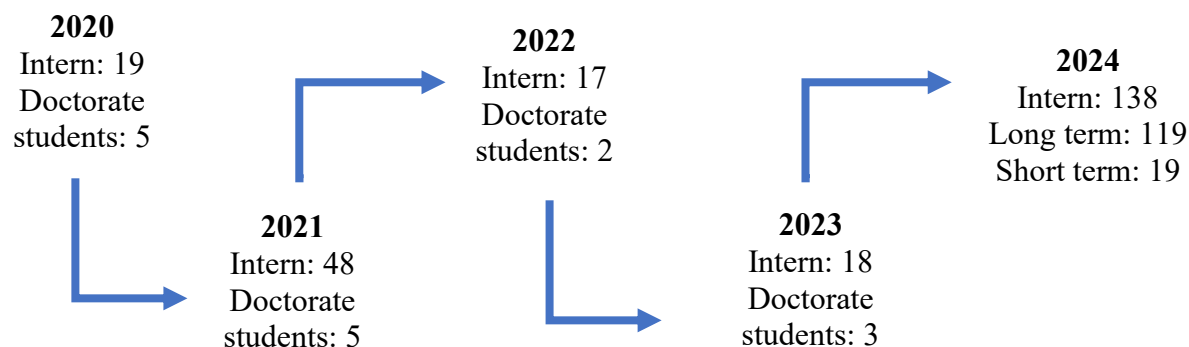 2020
Intern: 19
Doctorate
students: 5
2021
Intern: 48
Doctorate
students: 5
2022
Intern: 17
Doctorate
students: 2
2023
Intern: 18
Doctorate
students: 3
2024
Intern: 138
Long term: 119
Short term: 19